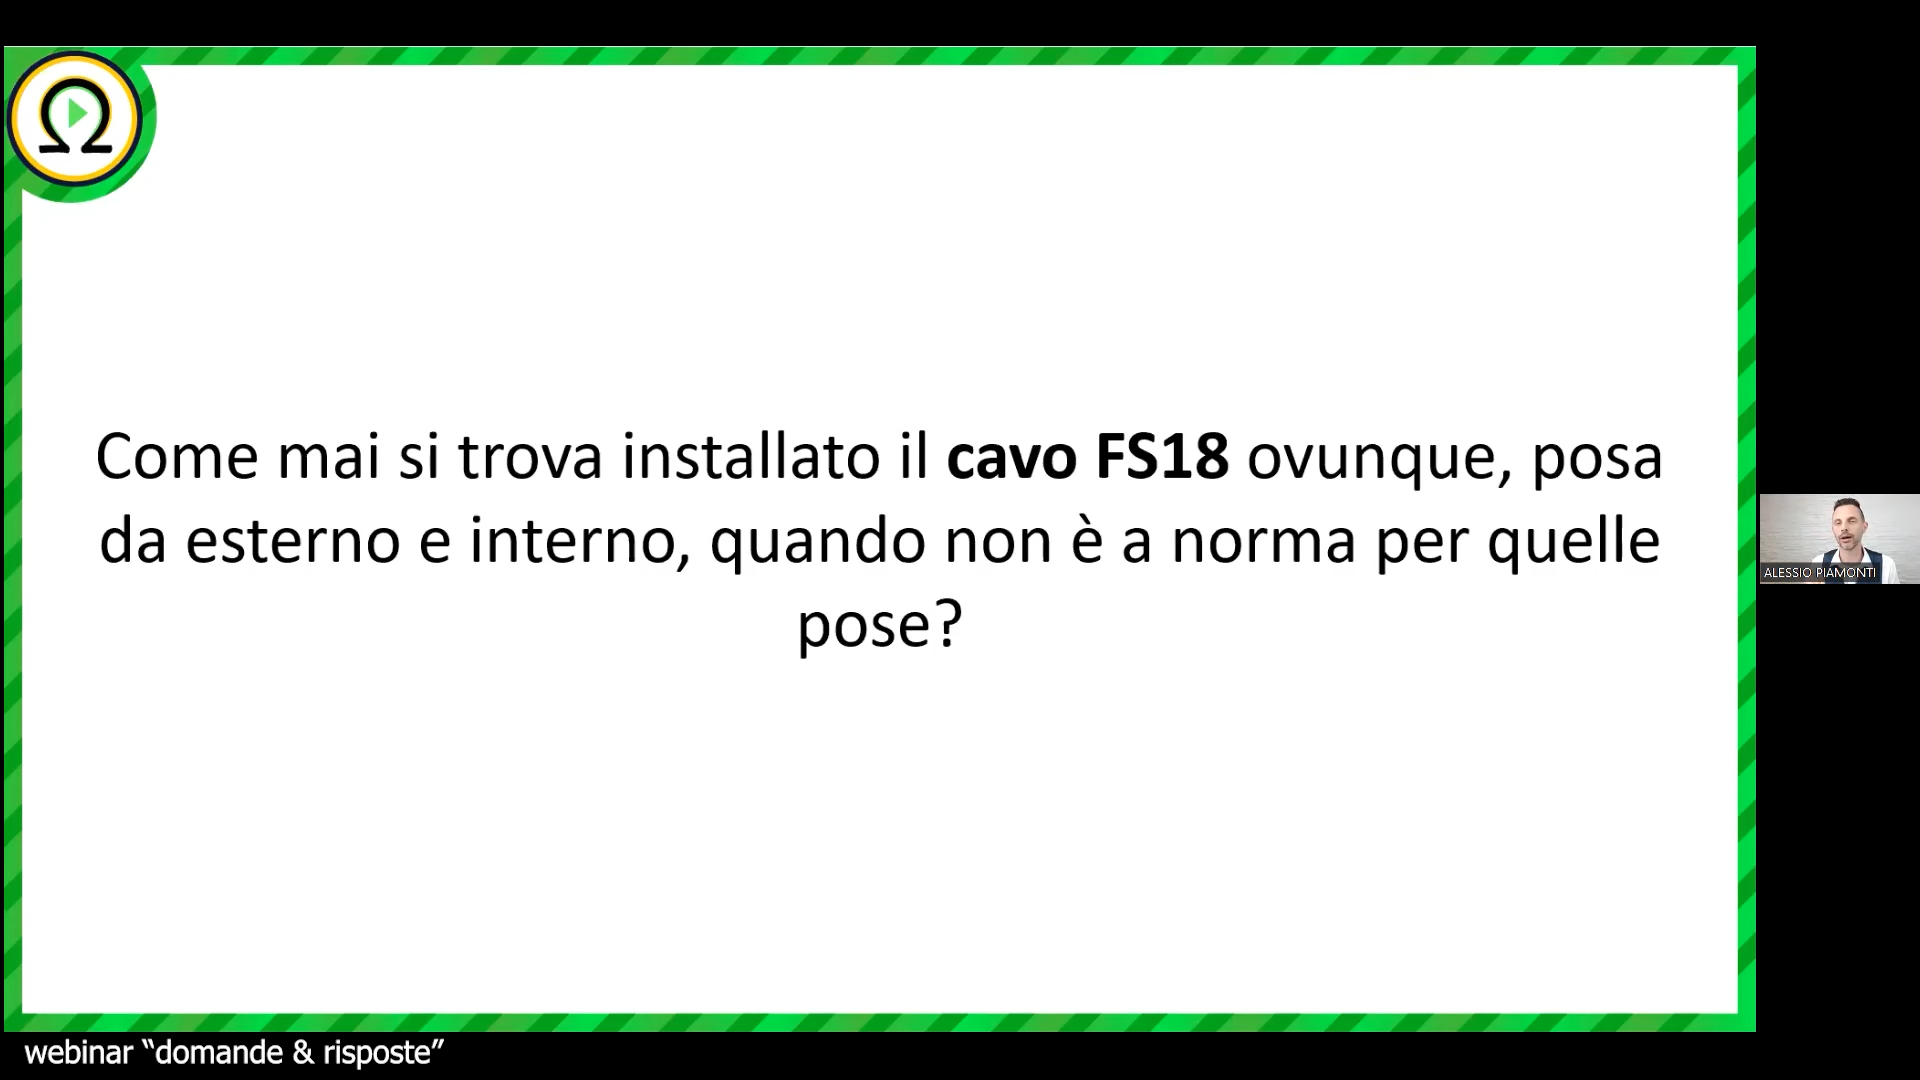 Come mai si trova installato il cavo FS18 ovunque, posa
da esterno e interno, quando non è a norma per quelle
pose?
ALESSIO PIAMONTI
webinar “domande & risposte”